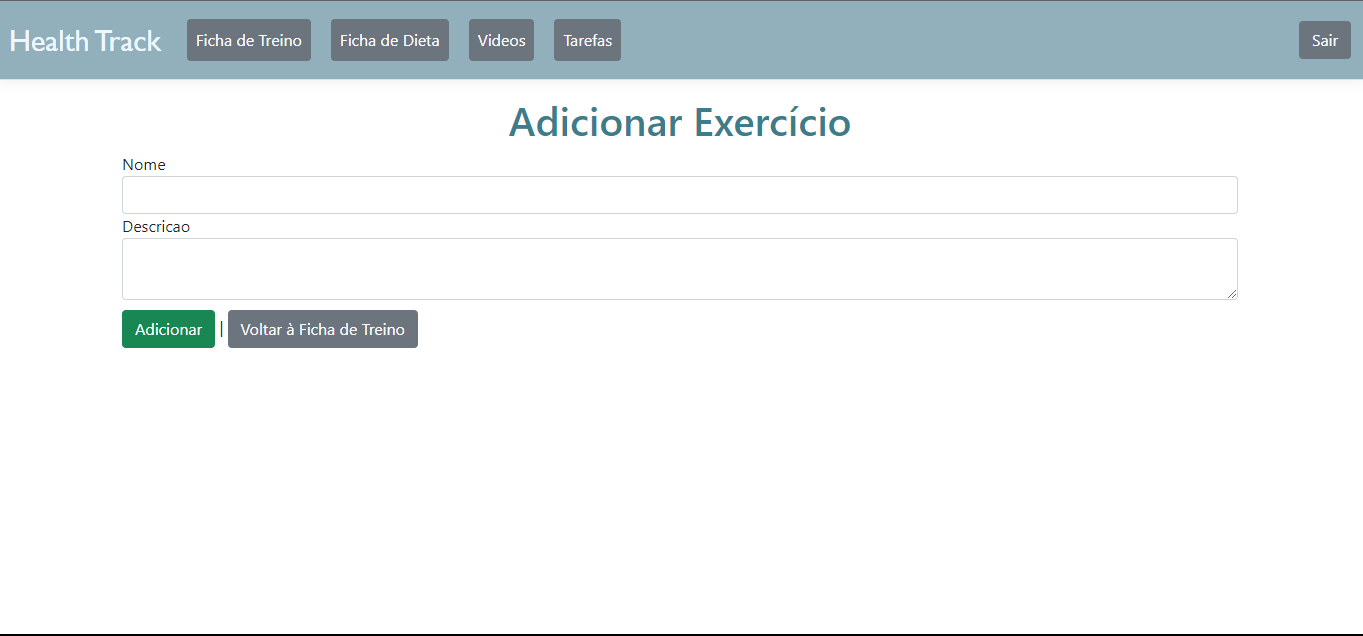 Health Track Ficha de Treino Ficha de Dieta Videos Tarefas Sair
Adicionar Exercício
Nome
Descricao
Adicionar | Voltar à Ficha de Treino